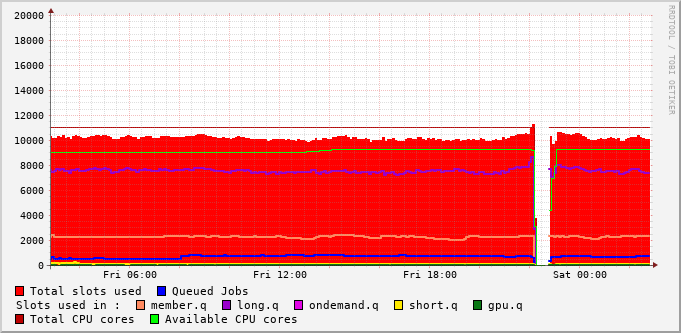 RRDTOOL / TOBI OETIKER
20000
18000
16000
14000
12000
10000
8000
6000
4000
2000
0
Fri 06:00 Fri 12:00 Fri 18:00 Sat 00:00
Total slots used Queued Jobs
Slots used in : member.q long.q ondemand.q short.q gpu.q
Total CPU cores Available CPU cores